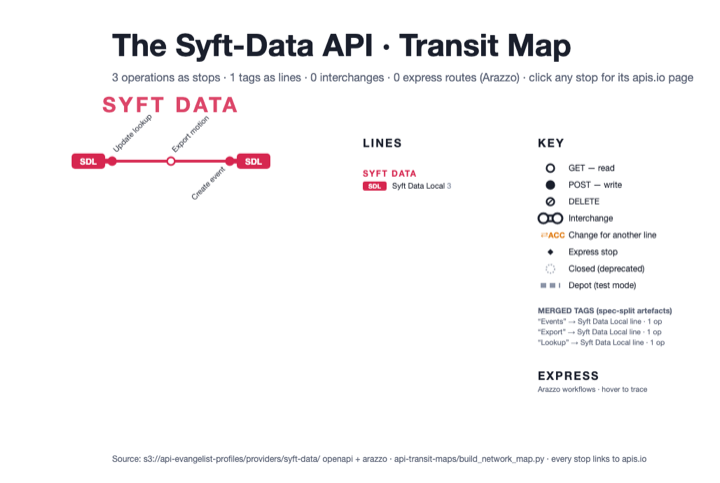 The Syft-Data API · Transit Map
3 operations as stops · 1 tags as lines · 0 interchanges · 0 express routes (Arazzo) · click any stop for its apis.io page
SYFT DATA
Update lookup
Export motion
SDL
SDL
Create event
LINES
SYFT DATA
SDL Syft Data Local 3
KEY
GET — read
POST — write
DELETE
Interchange
⇄ACC Change for another line
Express stop
Closed (deprecated)
Depot (test mode)
MERGED TAGS (spec-split artefacts)
"Events" → Syft Data Local line · 1 op
"Export" → Syft Data Local line · 1 op
"Lookup" → Syft Data Local line · 1 op
EXPRESS
Arazzo workflows · hover to trace
Source: s3://api-evangelist-profiles/providers/syft-data/ openapi + arazzo · api-transit-maps/build_network_map.py · every stop links to apis.io